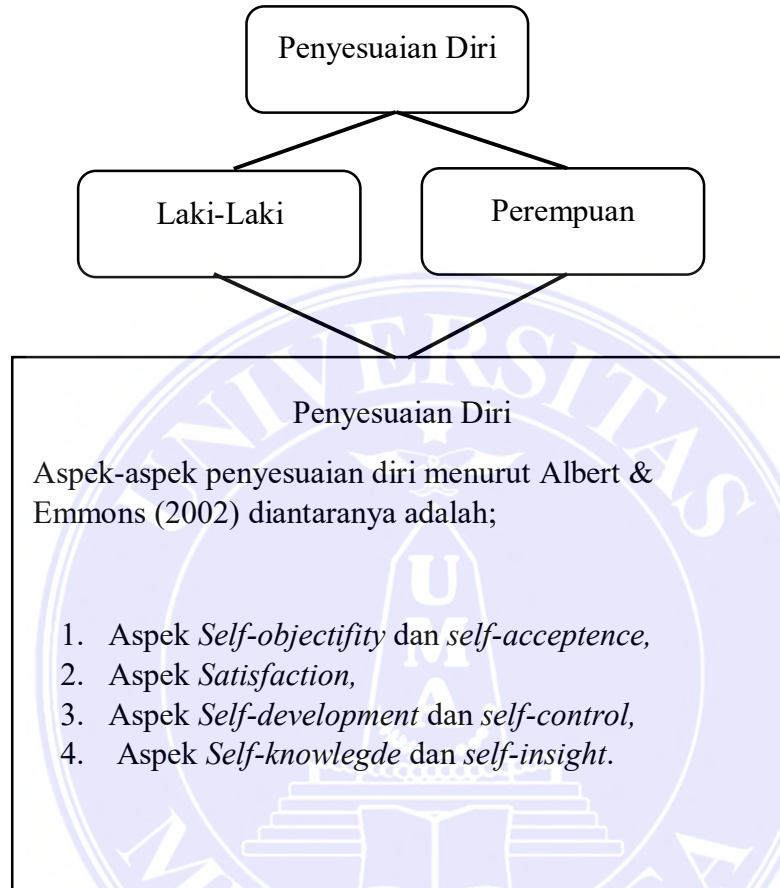 Penyesuaian Diri
Laki-Laki
Perempuan
Penyesuaian Diri
Aspek-aspek penyesuaian diri menurut Albert &
Emmons (2002) diantaranya adalah;
1. Aspek Self-objectifity dan self-acceptence,
2. Aspek Satisfaction,
3. Aspek Self-development dan self-control,
4. Aspek Self-knowlegde dan self-insight.
UNIVERSITAS
UMA